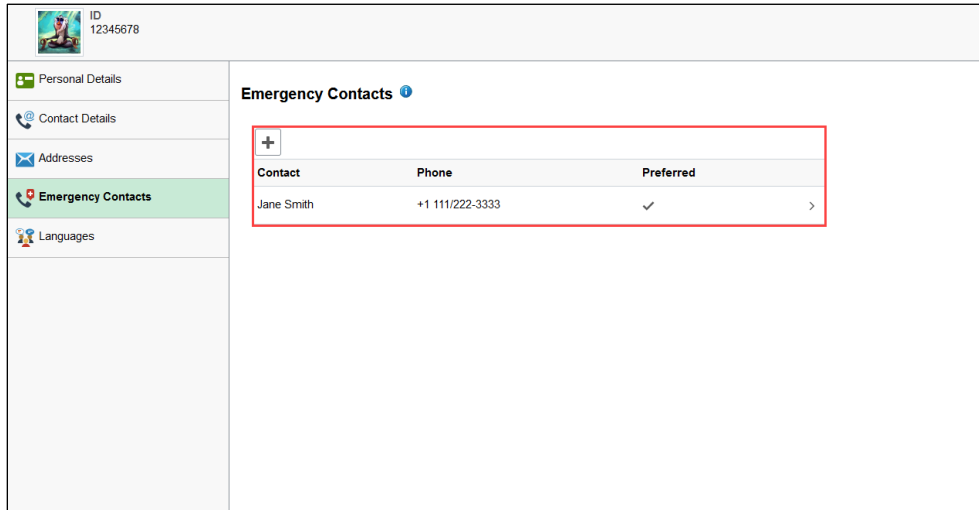 ID
12345678
Personal Details
Contact Details
Addresses
Emergency Contacts
Languages
Emergency Contacts
Contact Phone Preferred
Jane Smith +1 111/222-3333